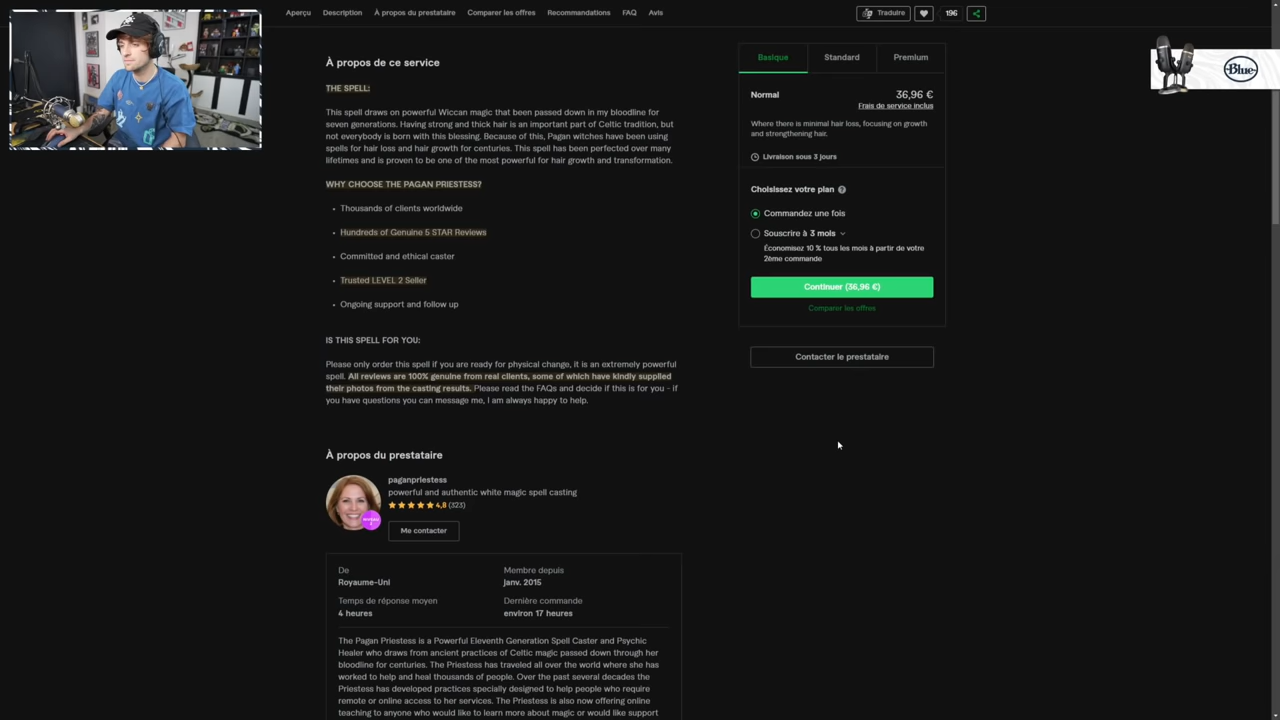 Aperçu Description À propos du prestataire Comparer les offres Recommandations FAQ Avis Traduire 196
À propos de ce service
THE SPELL:
This spell draws on powerful Wiccan magic that been passed down in my bloodline for
seven generations. Having strong and thick hair is an important part of Celtic tradition, but
not everybody is born with this blessing. Because of this, Pagan witches have been using
spells for hair loss and hair growth for centuries. This spell has been perfected over many
lifetimes and is proven to be one of the most powerful for hair growth and transformation.
WHY CHOOSE THE PAGAN PRIESTESS?
• Thousands of clients worldwide
• Hundreds of Genuine 5 STAR Reviews
• Committed and ethical caster
• Trusted LEVEL 2 Seller
• Ongoing support and follow up
IS THIS SPELL FOR YOU:
Please only order this spell if you are ready for physical change, it is an extremely powerful
spell. All reviews are 100% genuine from real clients, some of which have kindly supplied
their photos from the casting results. Please read the FAQs and decide if this is for you - if
you have questions you can message me, I am always happy to help.
À propos du prestataire
paganpriestess
powerful and authentic white magic spell casting
4,8 (323)
Me contacter
De Membre depuis
Royaume-Uni janv. 2015
Temps de réponse moyen Dernière commande
4 heures environ 17 heures
The Pagan Priestess is a Powerful Eleventh Generation Spell Caster and Psychic
Healer who draws from ancient practices of Celtic magic passed down through her
bloodline for centuries. The Priestess has traveled all over the world where she has
worked to help and heal thousands of people. Over the past several decades the
Priestess has developed practices specially designed to help people who require
remote or online access to her services. The Priestess is also now offering online
teaching to anyone who would like to learn more about magic or would like support
Basique Standard Premium
Normal 36,96 €
Frais de service inclus
Where there is minimal hair loss, focusing on growth
and strengthening hair.
Livraison sous 3 jours
Choisissez votre plan ?
Commandez une fois
Souscrire à 3 mois
Économisez 10 % tous les mois à partir de votre
2ème commande
Continuer (36,96 €)
Comparer les offres
Contacter le prestataire
Blue